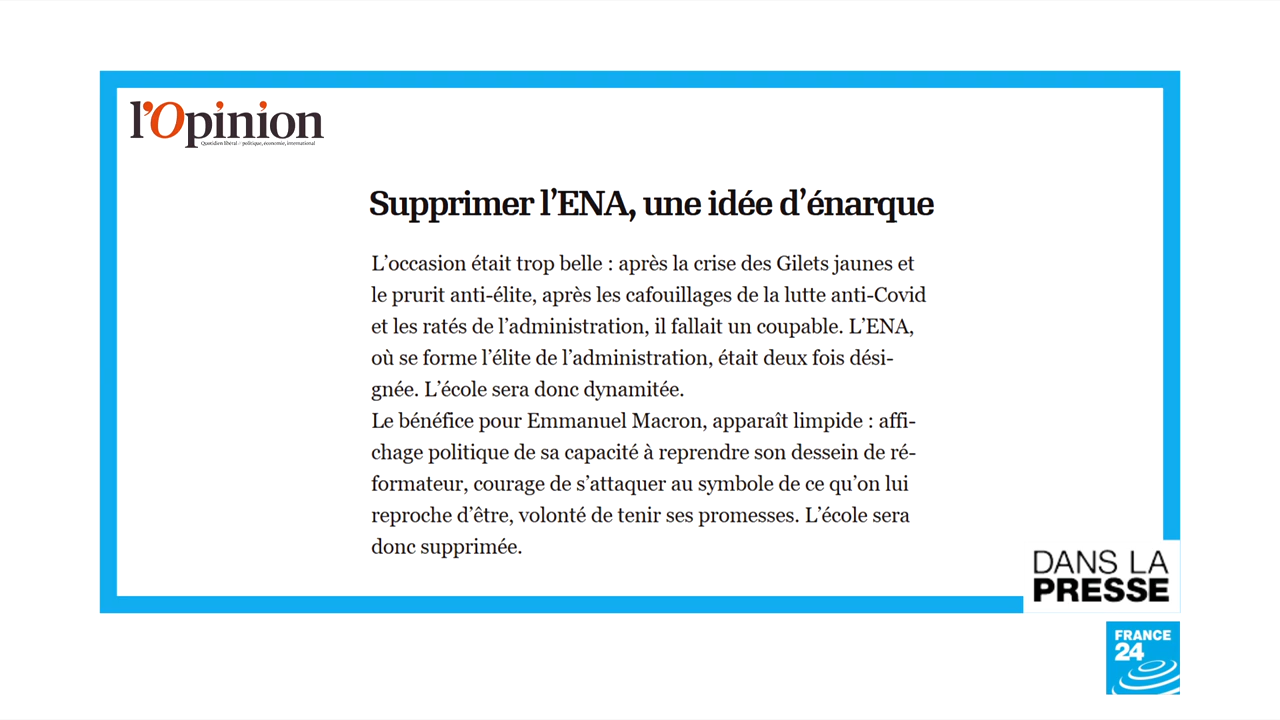 l'Opinion
Quotidien libéral // politique, économie, international
Supprimer l’ENA, une idée d’énarque
L’occasion était trop belle : après la crise des Gilets jaunes et
le prurit anti-élite, après les cafouillages de la lutte anti-Covid
et les ratés de l’administration, il fallait un coupable. L’ENA,
où se forme l’élite de l’administration, était deux fois dési-
gnée. L’école sera donc dynamitée.
Le bénéfice pour Emmanuel Macron, apparaît limpide : affi-
chage politique de sa capacité à reprendre son dessein de ré-
formateur, courage de s’attaquer au symbole de ce qu’on lui
reproche d’être, volonté de tenir ses promesses. L’école sera
donc supprimée.
DANS LA
PRESSE
FRANCE
24